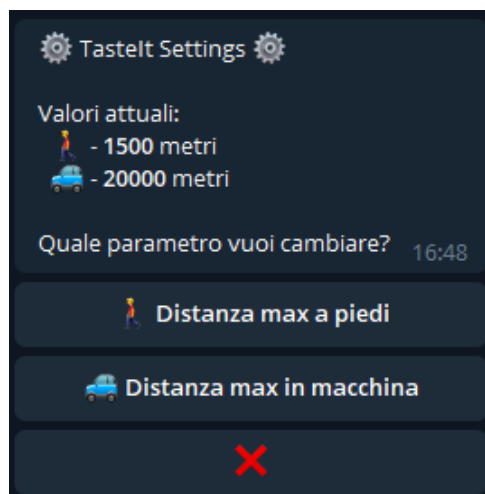 ⚙️ TasteIt Settings ⚙️
Valori attuali:
🚶 - 1500 metri
🚙 - 20000 metri
Quale parametro vuoi cambiare?
16:48
🚶 Distanza max a piedi
🚙 Distanza max in macchina
❌